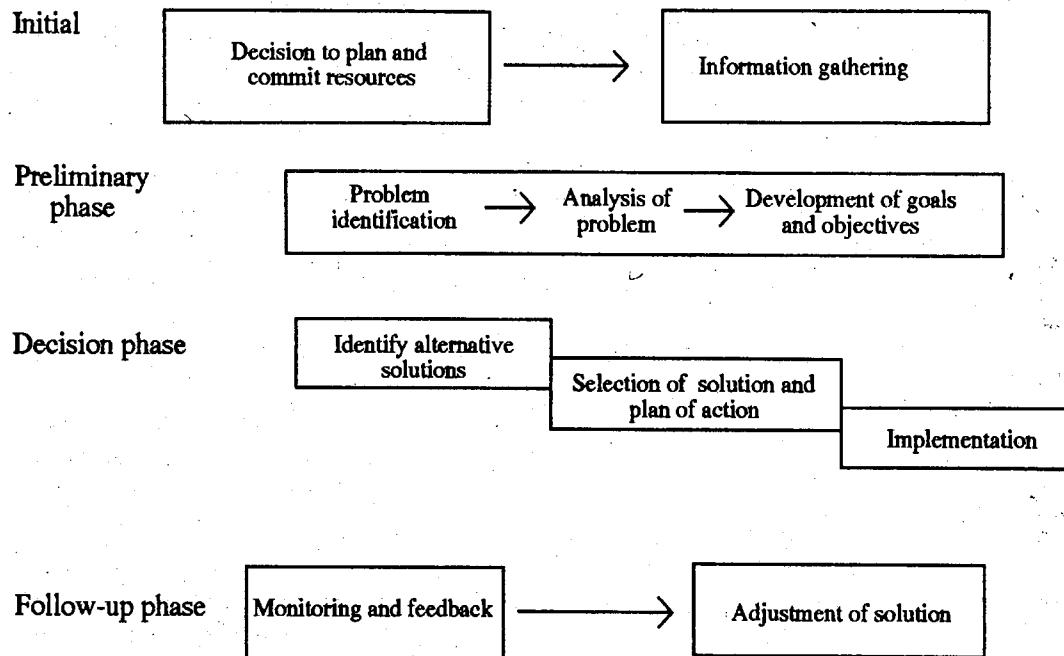 Initial
Decision to plan and
commit resources
Information gathering
Preliminary
phase
Problem
identification
Analysis of
problem
Development of goals
and objectives
Decision phase
Identify alternative
solutions
Selection of solution and
plan of action
Implementation
Follow-up phase
Monitoring and feedback
Adjustment of solution